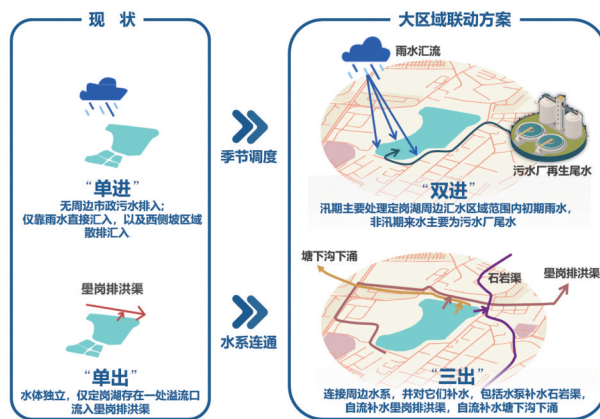 现 状
大区域联动方案
雨水汇流
季节调度
污水厂再生尾水
“单进”
无周边市政污水排入；
仅靠雨水直接汇入，以及西侧坡区域
散排汇入
“双进”
汛期主要处理定岗湖周边汇水区域范围内初期雨水，
非汛期来水主要为污水厂尾水
垦岗排洪渠
水系连通
塘下沟下涌
石岩渠
垦岗排洪渠
“单出”
水体独立，仅定岗湖存在一处溢流口
流入垦岗排洪渠
“三出”
连接周边水系，并对它们补水，包括水泵补水石岩渠，
自流补水垦岗排洪渠，自流补水塘下沟下涌